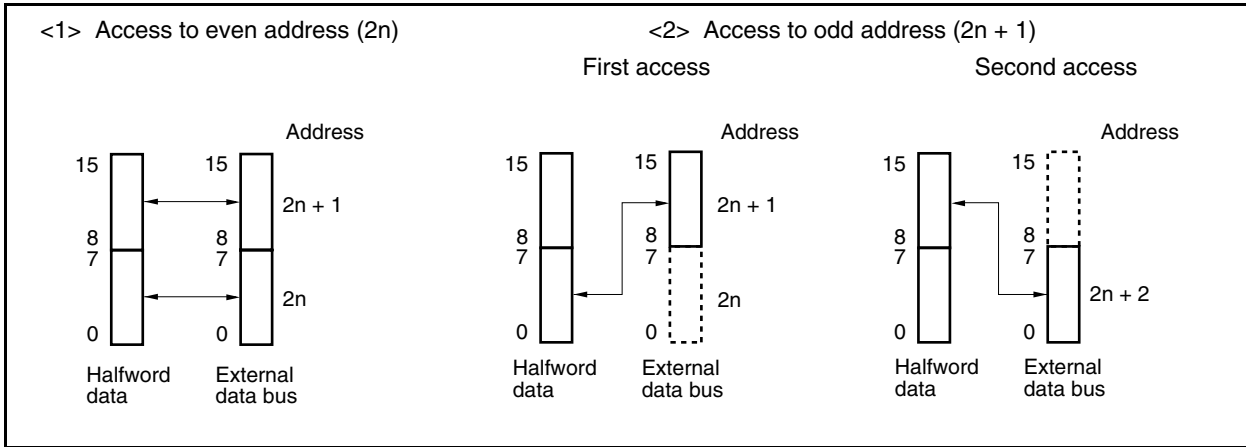 <1> Access to even address (2n)
<2> Access to odd address (2n + 1)
First access
Second access
Address
15
15
2n + 1
8
8
7
7
2n
0
0
Halfword
data
External
data bus
Address
15
15
2n + 1
8
8
7
7
2n
0
0
Halfword
data
External
data bus
Address
15
15
8
8
7
7
2n + 2
0
0
Halfword
data
External
data bus